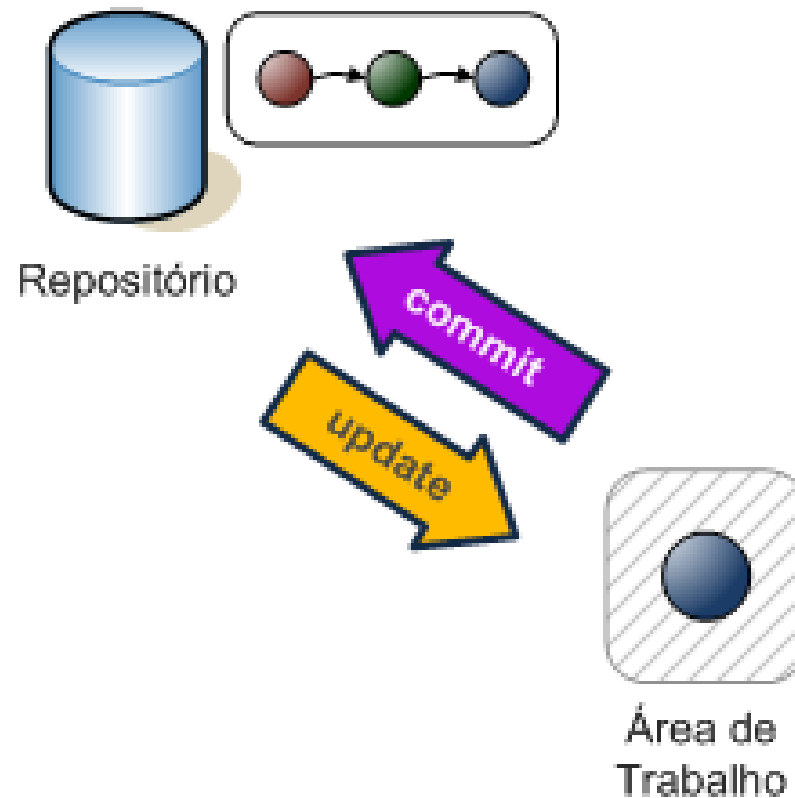 Repositório
commit
update
Área de
Trabalho